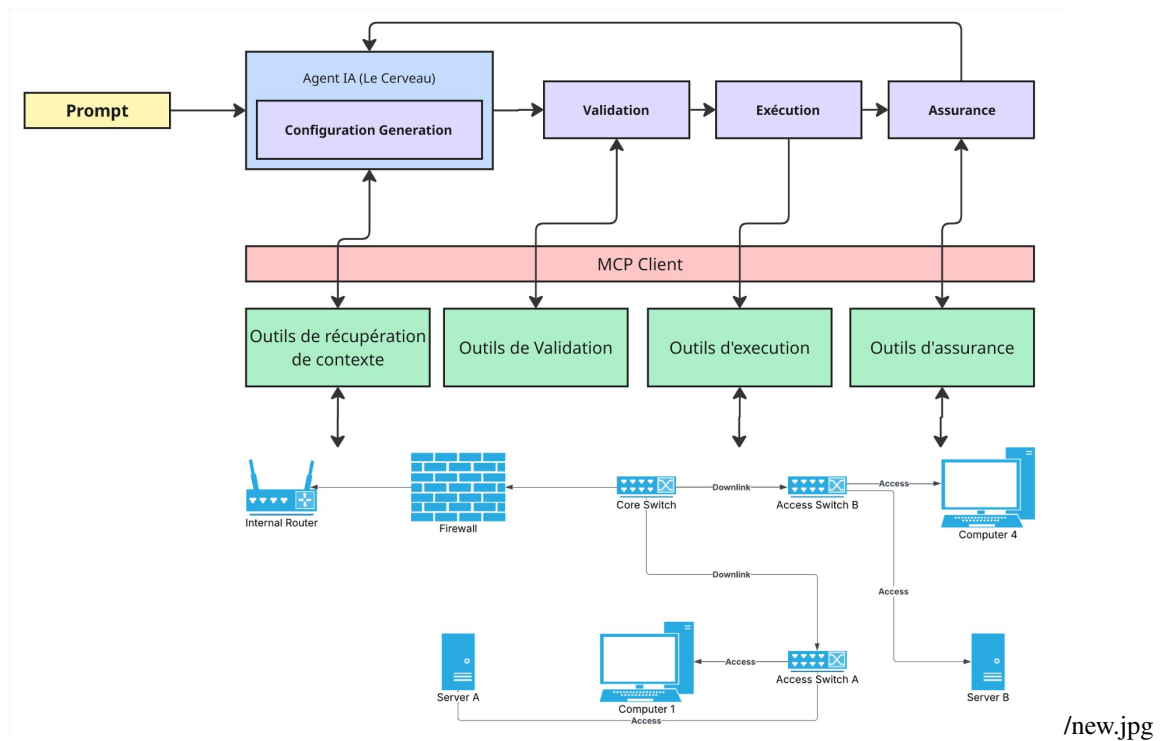 Agent IA (Le Cerveau)
Prompt
Configuration Generation
Validation
Exécution
Assurance
MCP Client
Outils de récupération
de contexte
Outils de Validation
Outils d'execution
Outils d'assurance
Internal Router
Firewall
Core Switch
Downlink
Access Switch B
Access
Computer 4
Downlink
Access
Server A
Computer 1
Access
Access Switch A
Server B
Access
/new.jpg